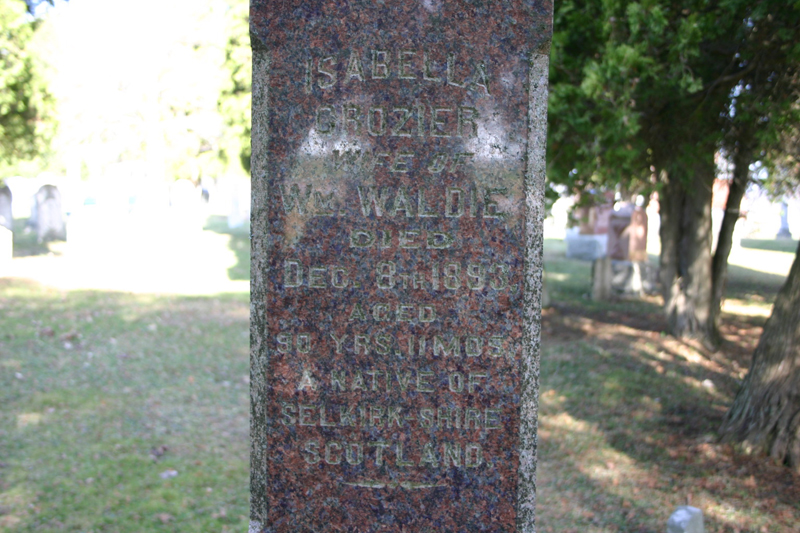 ISABELLA
CROZIER
WIFE OF
WM. WALDIE
DIED
DEC. 8TH. 1893.
AGED
90 YRS. 11 MOS.
A NATIVE OF
SELKIRK-SHIRE
SCOTLAND.